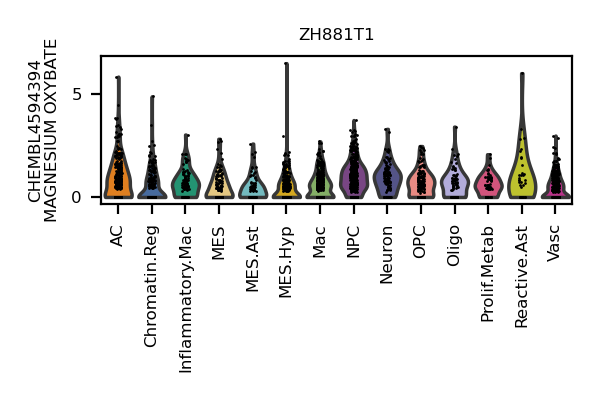 ZH881T1
CHEMBL4594394
MAGNESIUM OXYBATE
5
0
AC
Chromatin.Reg
Inflammatory.Mac
MES
MES.Ast
MES.Hyp
Mac
NPC
Neuron
OPC
Oligo
Prolif.Metab
Reactive.Ast
Vasc